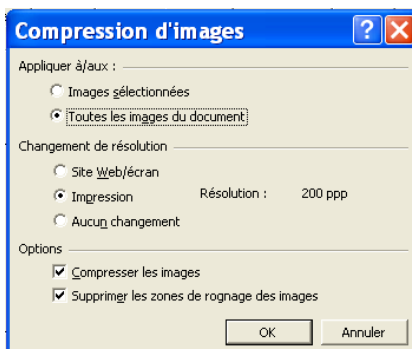 Compression d'images
Appliquer à/aux :
Images sélectionnées
Toutes les images du document
Changement de résolution
Site Web/écran
Impression Résolution : 200 ppp
Aucun changement
Options
Compresser les images
Supprimer les zones de rognage des images
OK Annuler